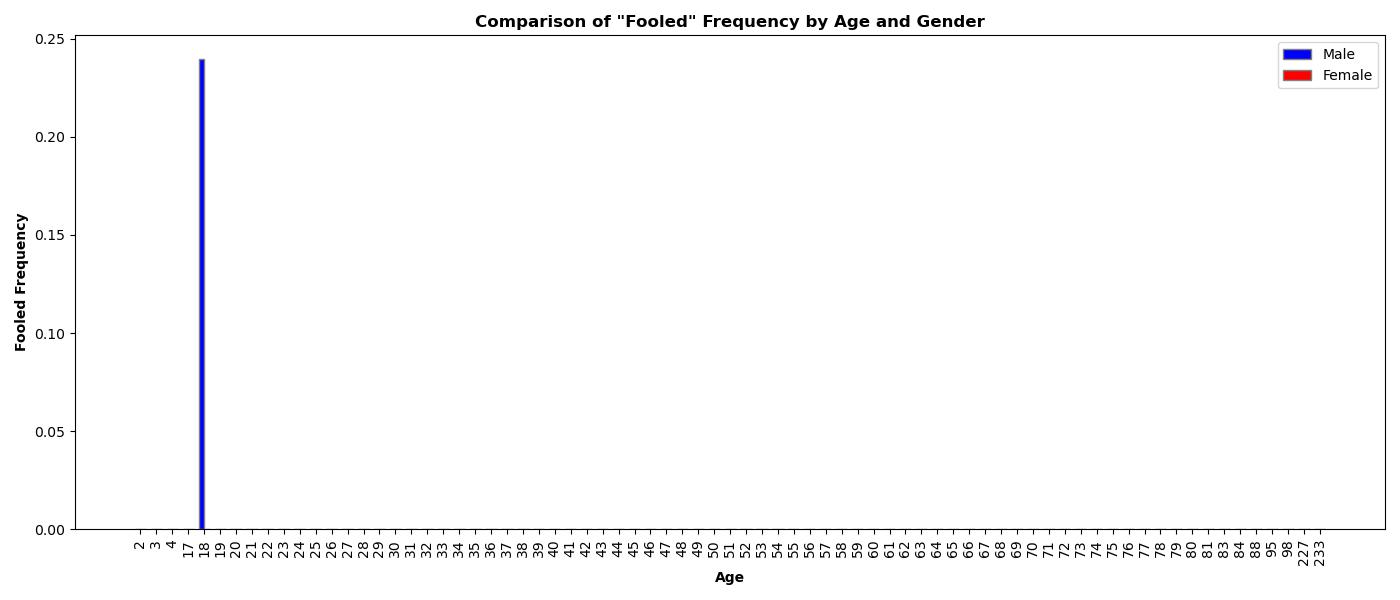 Comparison of "Fooled" Frequency by Age and Gender
Male
Female
Fooled Frequency
0.25
0.20
0.15
0.10
0.05
0.00
2 3 4 17 18 19 20 21 22 23 24 25 26 27 28 29 30 31 32 33 34 35 36 37 38 39 40 41 42 43 44 45 46 47 48 49 50 51 52 53 54 55 56 57 58 59 60 61 62 63 64 65 66 67 68 69 70 71 72 73 74 75 76 77 78 79 80 81 83 84 88 95 98 227 233
Age